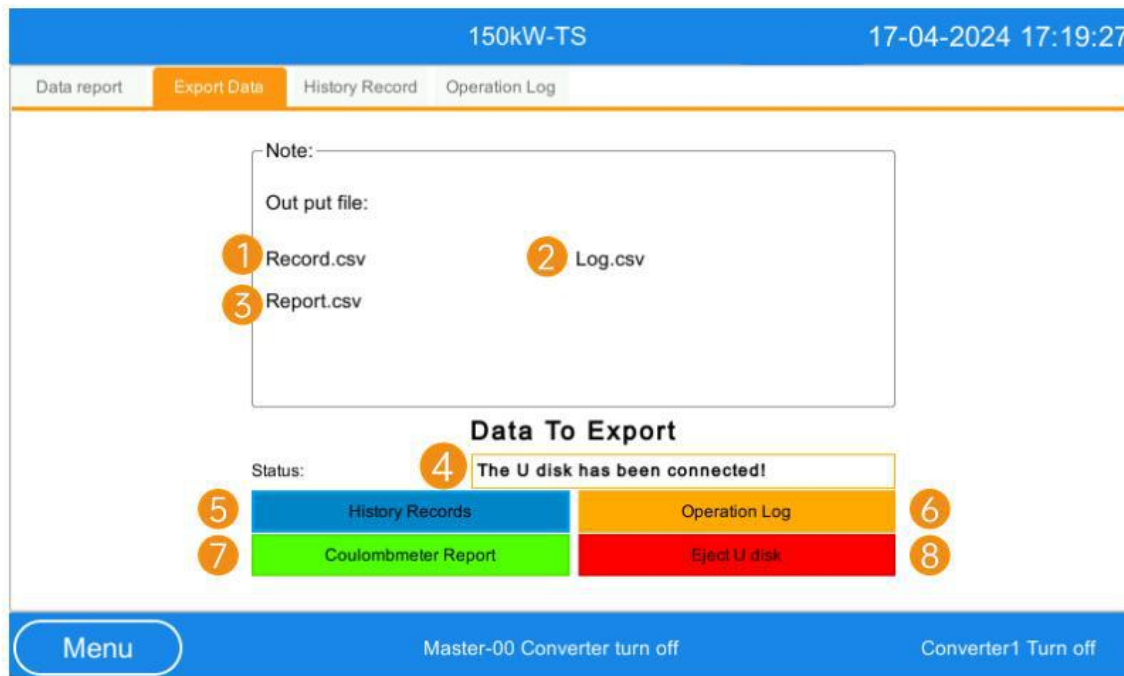 150kW-TS 17-04-2024 17:19:27
Data report Export Data History Record Operation Log
Note:
Out put file:
1 Record.csv 2 Log.csv
3 Report.csv
Data To Export
Status: 4 The U disk has been connected!
5 History Records Operation Log 6
7 Coulombmeter Report Eject U disk 8
Menu Master-00 Converter turn off Converter1 Turn off